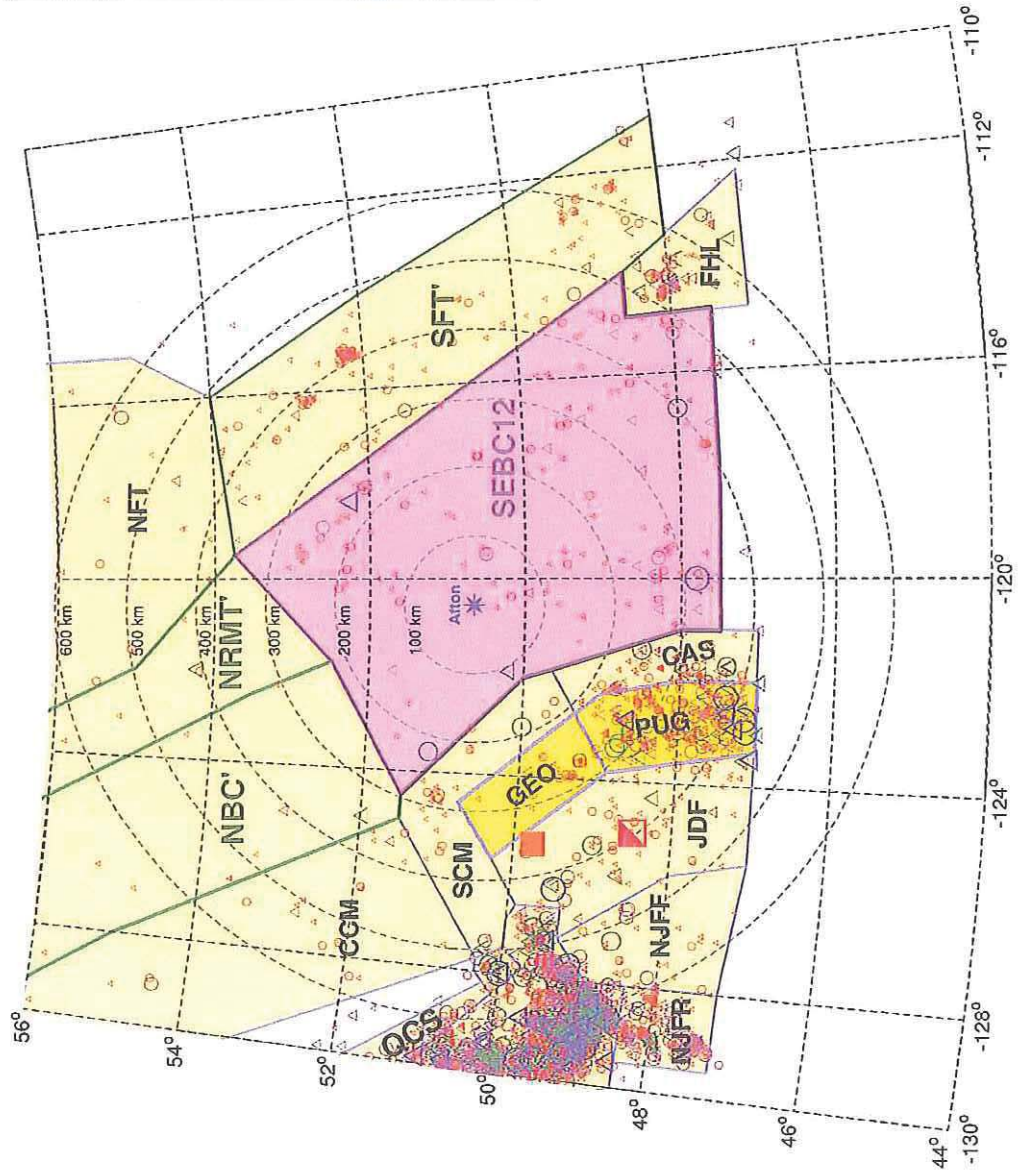 -110°
-112°
-116°
-120°
-124°
-128°
-130°
56°
54°
52°
50°
48°
46°
44°
NFT
SFT'
FHL
NRMT'
600 km
500 km
400 km
300 km
200 km
100 km
SEBC12
Afton
NBC'
CAS
PUG
GEO
JDF
SCM
CCM
NJFF
QCS
NJFR